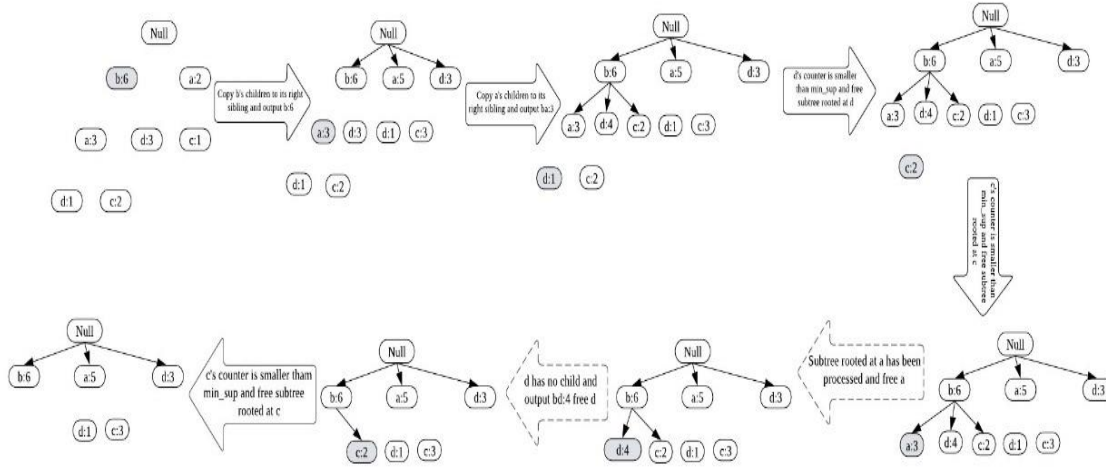 Null
b:6 a:2
a:3 d:3 c:1
d:1 c:2
Copy b's children to its right
sibling and output b:6
Null
b:6 a:5 d:3
a:3 d:3 d:1 c:3
d:1 c:2
Copy a's children to its
right sibling and output ba:3
Null
b:6 a:5 d:3
a:3 d:4 c:2 d:1 c:3
d:1 c:2
d's counter is smaller
than min_sup and free
subtree rooted at d
Null
b:6 a:5 d:3
a:3 d:4 c:2 d:1 c:3
c:2
c's counter is smaller than
min_sup and free subtree
rooted at c
Null
b:6 a:5 d:3
a:3 d:4 c:2 d:1 c:3
Subtree rooted at a has been
processed and free a
Null
b:6 a:5 d:3
d:4 c:2 d:1 c:3
d has no child and
output bd:4 free d
Null
b:6 a:5 d:3
c:2 d:1 c:3
c's counter is smaller tham
min_sup and free subtree
rooted at c
Null
b:6 a:5 d:3
d:1 c:3